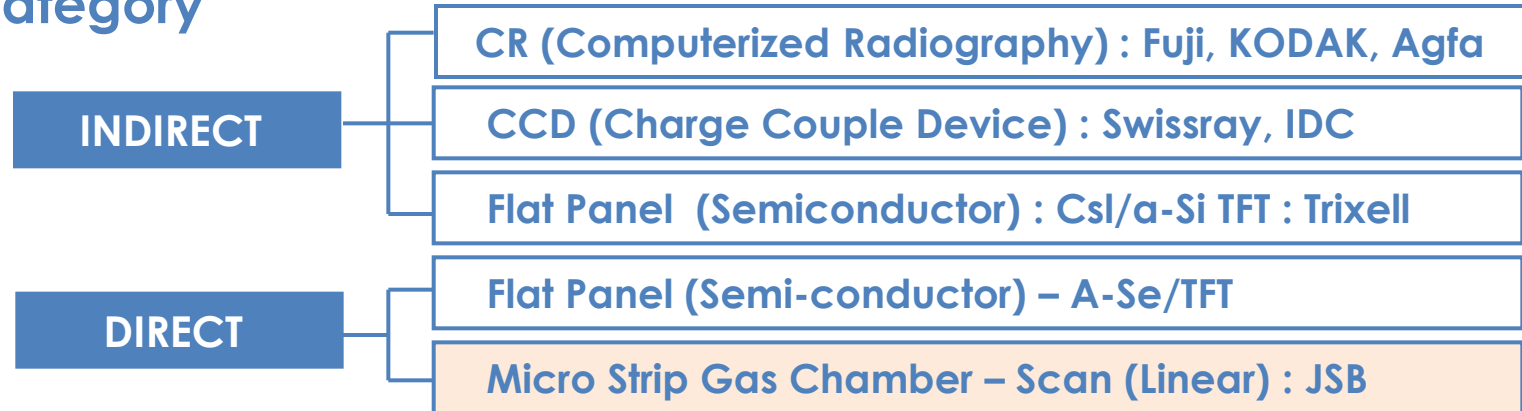 ategory
CR (Computerized Radiography) : Fuji, KODAK, Agfa
INDIRECT
CCD (Charge Couple Device) : Swissray, IDC
Flat Panel (Semiconductor) : CsI/a-Si TFT : Trixell
Flat Panel (Semi-conductor) – A-Se/TFT
DIRECT
Micro Strip Gas Chamber – Scan (Linear) : JSB